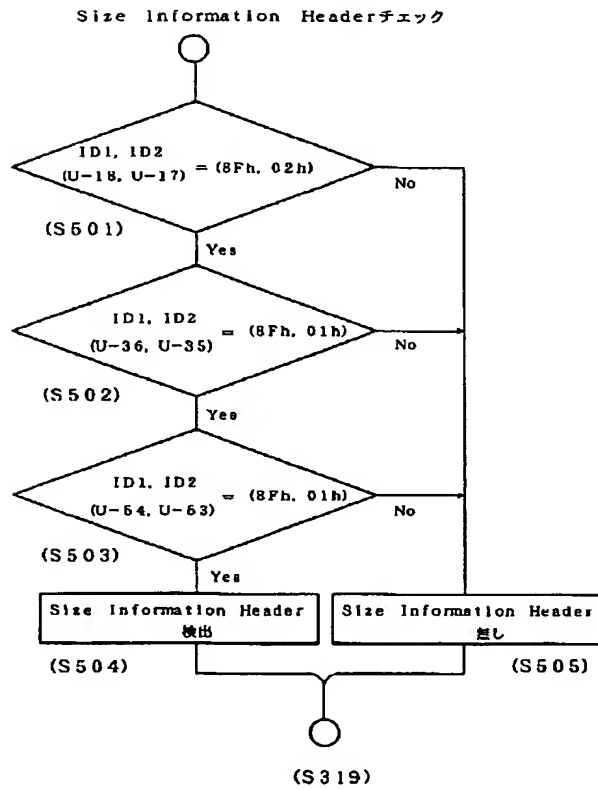 Size Information Headerチェック
ID1, ID2
(U-18, U-17) = (8Fh, 02h)
No
(S501)
Yes
ID1, ID2
(U-36, U-35) = (8Fh, 01h)
No
(S502)
Yes
ID1, ID2
(U-54, U-53) = (8Fh, 01h)
No
(S503)
Yes
Size Information Header
検出
Size Information Header
無し
(S504)
(S505)
(S319)